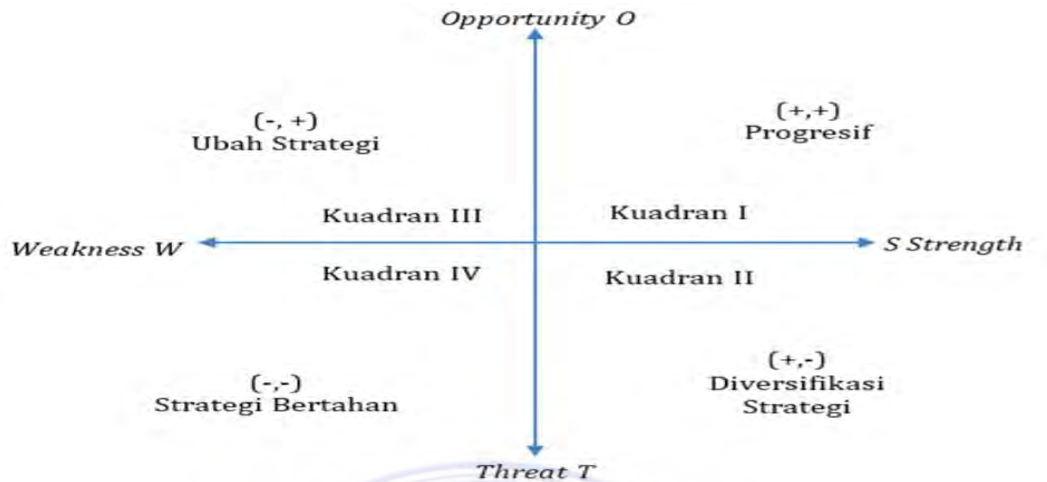 Opportunity O
(-, +)
Ubah Strategi
(+,+)
Progresif
Kuadran III
Kuadran I
Weakness W
S Strength
Kuadran IV
Kuadran II
(-,-)
Strategi Bertahan
(+,-)
Diversifikasi
Strategi
Threat T